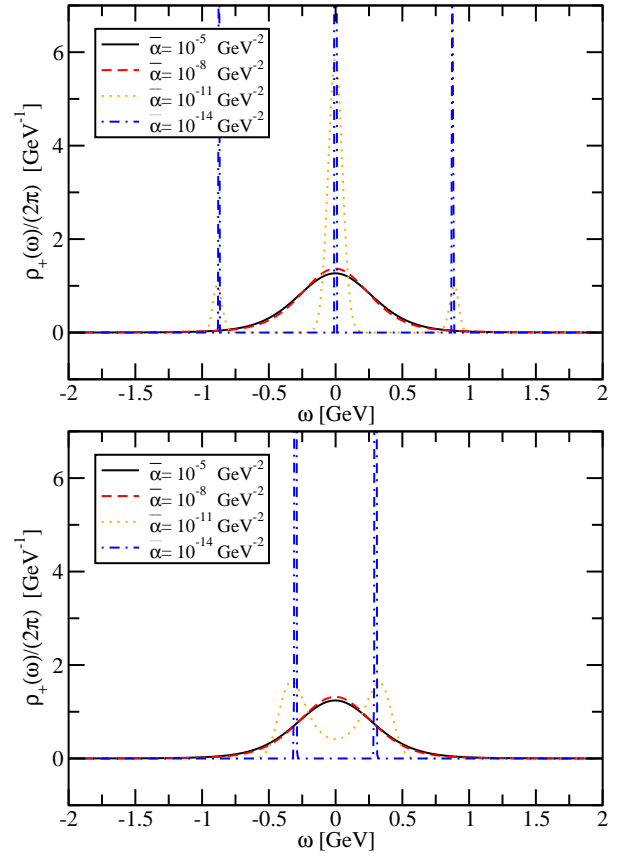 ᾱ= 10⁻⁵ GeV⁻²
ᾱ= 10⁻⁸ GeV⁻²
ᾱ= 10⁻¹¹ GeV⁻²
ᾱ= 10⁻¹⁴ GeV⁻²
6
4
2
0
ρ₊(ω)/(2π) [GeV⁻¹]
-2 -1.5 -1 -0.5 0 0.5 1 1.5 2
ω [GeV]
ᾱ= 10⁻⁵ GeV⁻²
ᾱ= 10⁻⁸ GeV⁻²
ᾱ= 10⁻¹¹ GeV⁻²
ᾱ= 10⁻¹⁴ GeV⁻²
6
4
2
0
ρ₊(ω)/(2π) [GeV⁻¹]
-2 -1.5 -1 -0.5 0 0.5 1 1.5 2
ω [GeV]